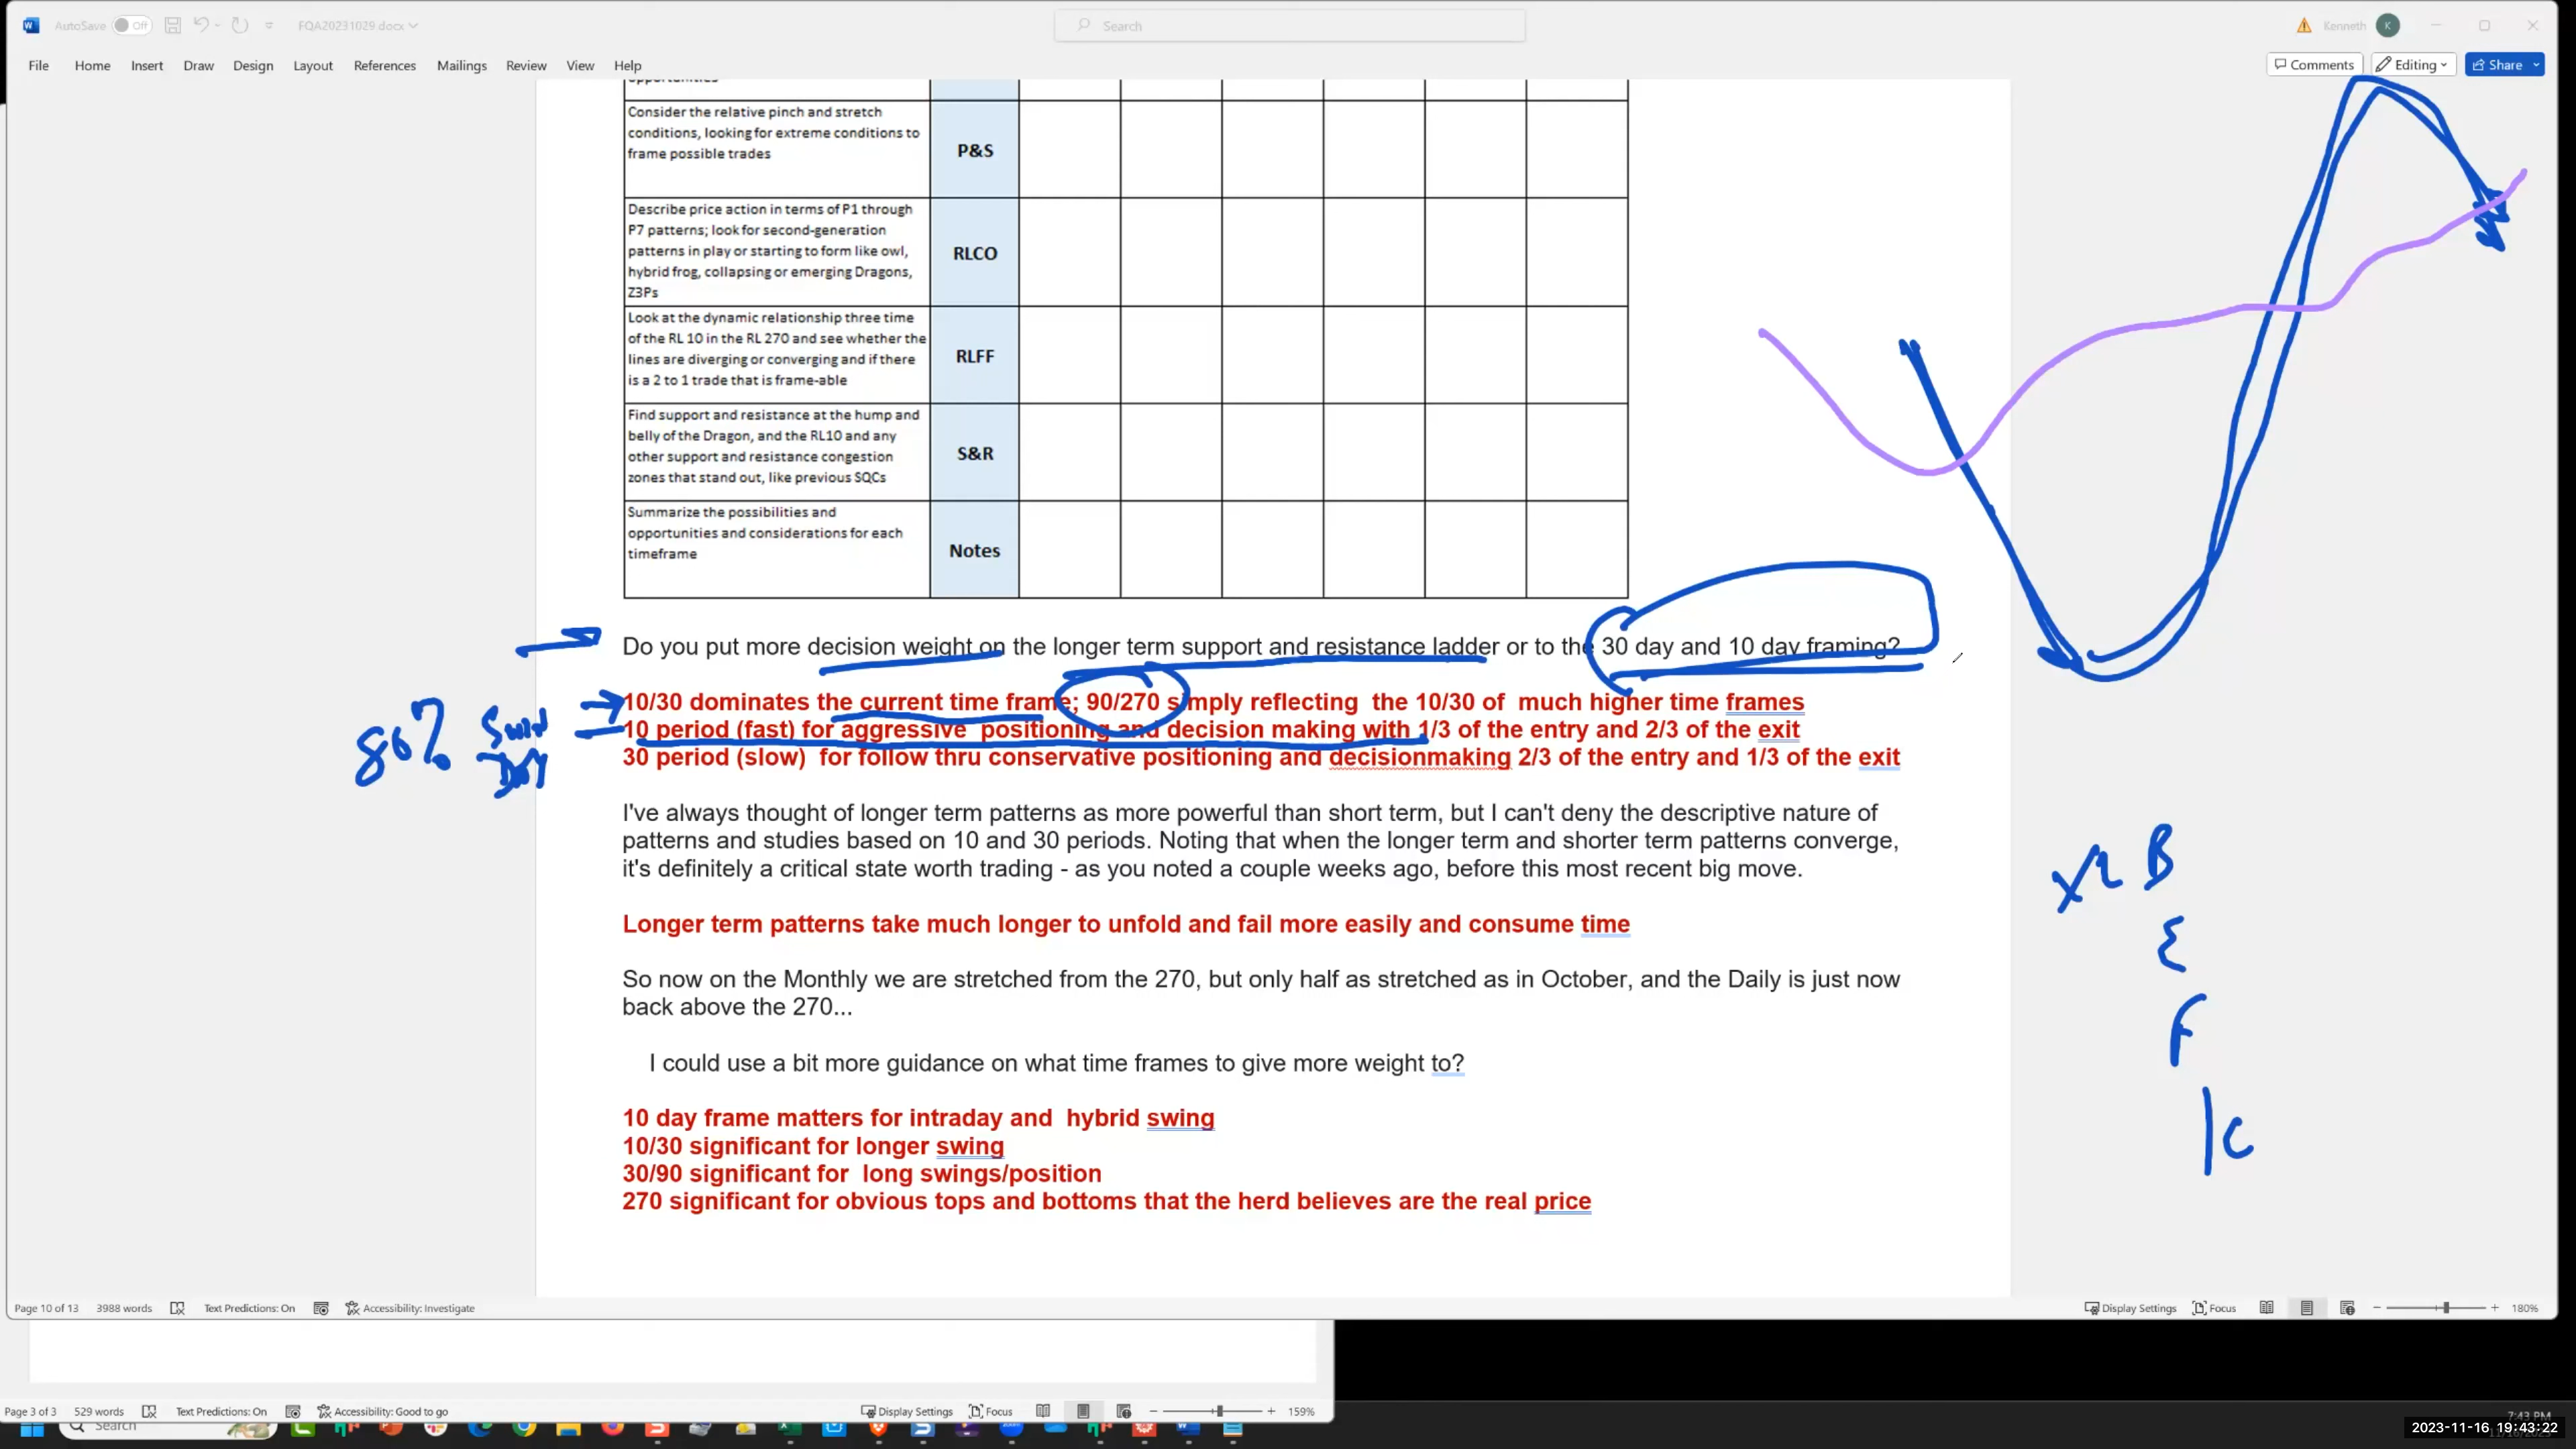 AutoSave Off FQA20231029.docx Search Kenneth K
File Home Insert Draw Design Layout References Mailings Review View Help Comments Editing Share
opportunities
Consider the relative pinch and stretch
conditions, looking for extreme conditions to
frame possible trades
P&S
Describe price action in terms of P1 through
P7 patterns; look for second-generation
patterns in play or starting to form like owl,
hybrid frog, collapsing or emerging Dragons,
Z3Ps
RLCO
Look at the dynamic relationship three time
of the RL 10 in the RL 270 and see whether the
lines are diverging or converging and if there
is a 2 to 1 trade that is frame-able
RLFF
Find support and resistance at the hump and
belly of the Dragon, and the RL10 and any
other support and resistance congestion
zones that stand out, like previous SQCs
S&R
Summarize the possibilities and
opportunities and considerations for each
timeframe
Notes
Do you put more decision weight on the longer term support and resistance ladder or to the 30 day and 10 day framing?
10/30 dominates the current time frame; 90/270 simply reflecting the 10/30 of much higher time frames
10 period (fast) for aggressive positioning and decision making with 1/3 of the entry and 2/3 of the exit
30 period (slow) for follow thru conservative positioning and decisionmaking 2/3 of the entry and 1/3 of the exit
80%
I've always thought of longer term patterns as more powerful than short term, but I can't deny the descriptive nature of
patterns and studies based on 10 and 30 periods. Noting that when the longer term and shorter term patterns converge,
it's definitely a critical state worth trading - as you noted a couple weeks ago, before this most recent big move.
Longer term patterns take much longer to unfold and fail more easily and consume time
So now on the Monthly we are stretched from the 270, but only half as stretched as in October, and the Daily is just now
back above the 270...
I could use a bit more guidance on what time frames to give more weight to?
10 day frame matters for intraday and hybrid swing
10/30 significant for longer swing
30/90 significant for long swings/position
270 significant for obvious tops and bottoms that the herd believes are the real price
B
F
Page 10 of 13 3988 words Text Predictions: On Accessibility: Investigate Display Settings Focus 180%
Page 3 of 3 529 words Text Predictions: On Accessibility: Good to go Display Settings Focus 159%
Search
7:43 PM
2023-11-16 19:43:22